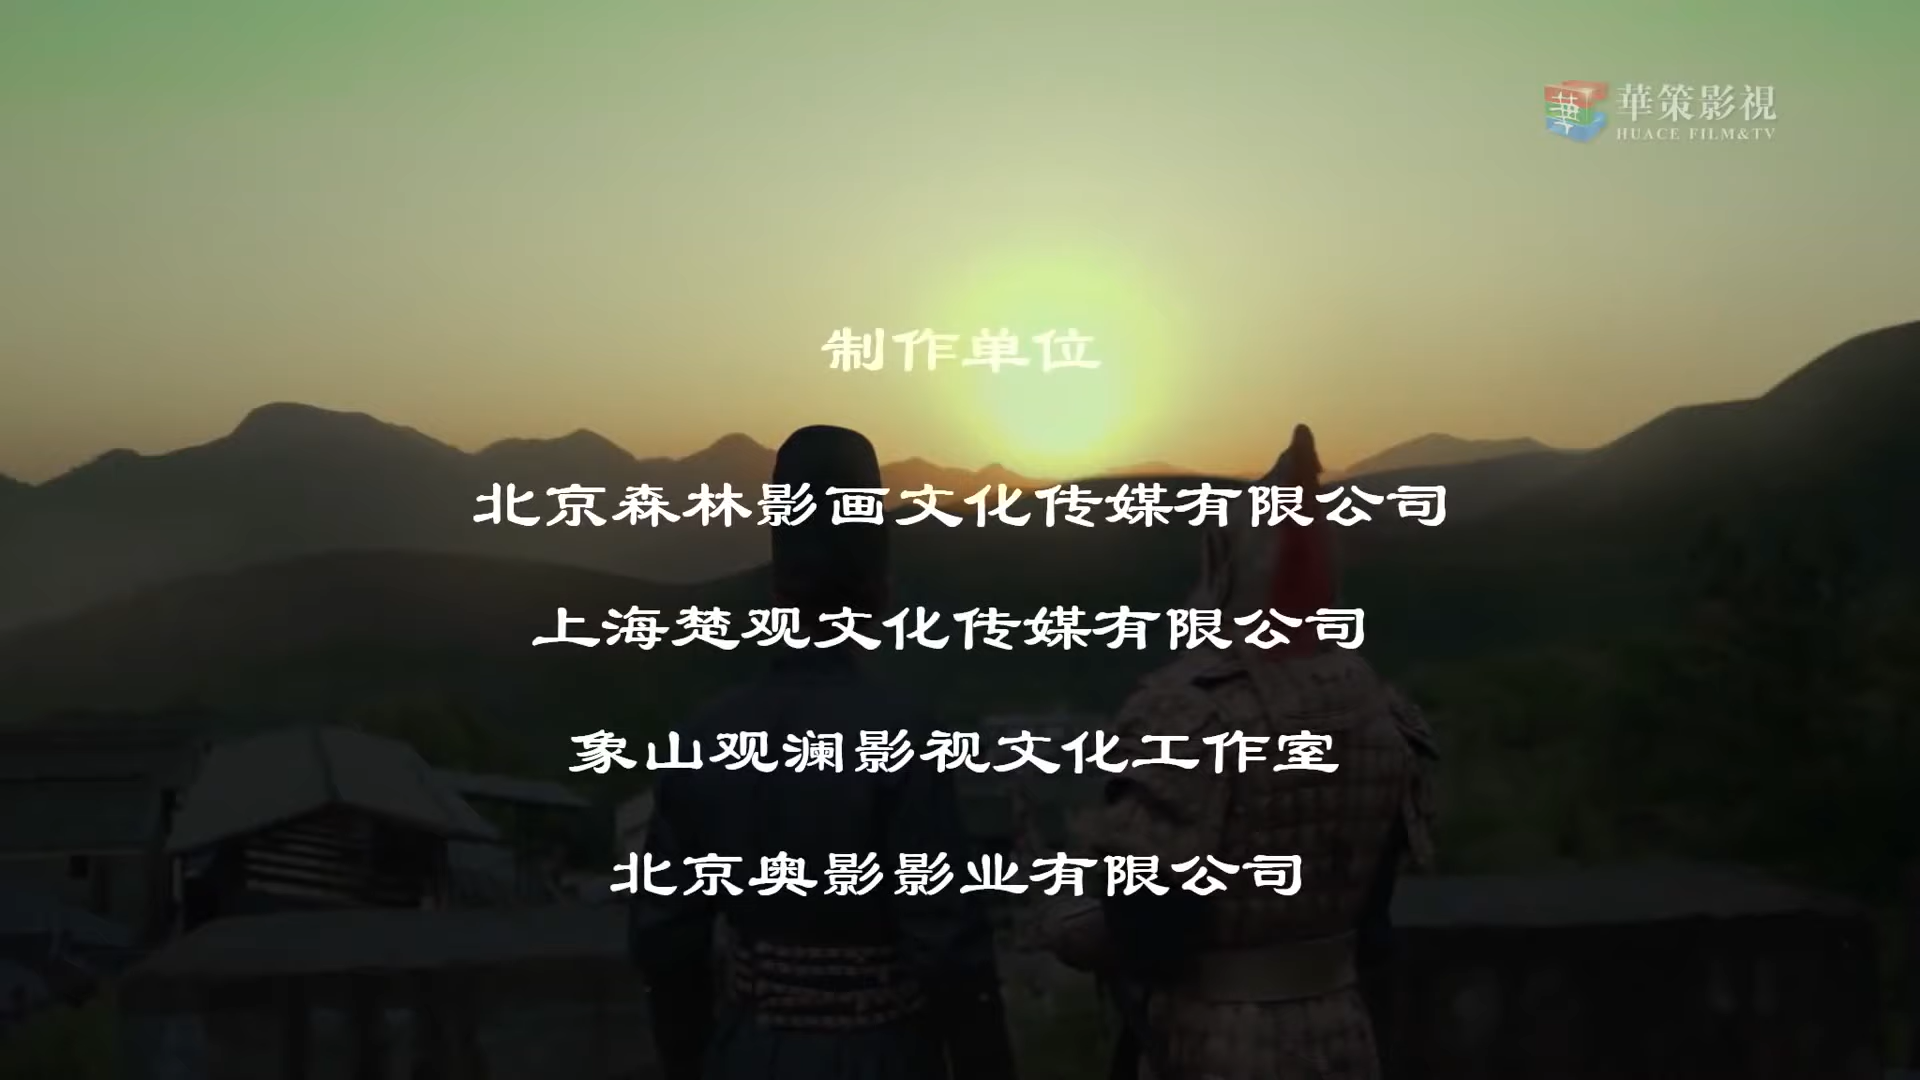 華策影視
HUACE FILM&TV
制作单位
北京森林影画文化传媒有限公司
上海楚观文化传媒有限公司
象山观澜影视文化工作室
北京奥影影业有限公司